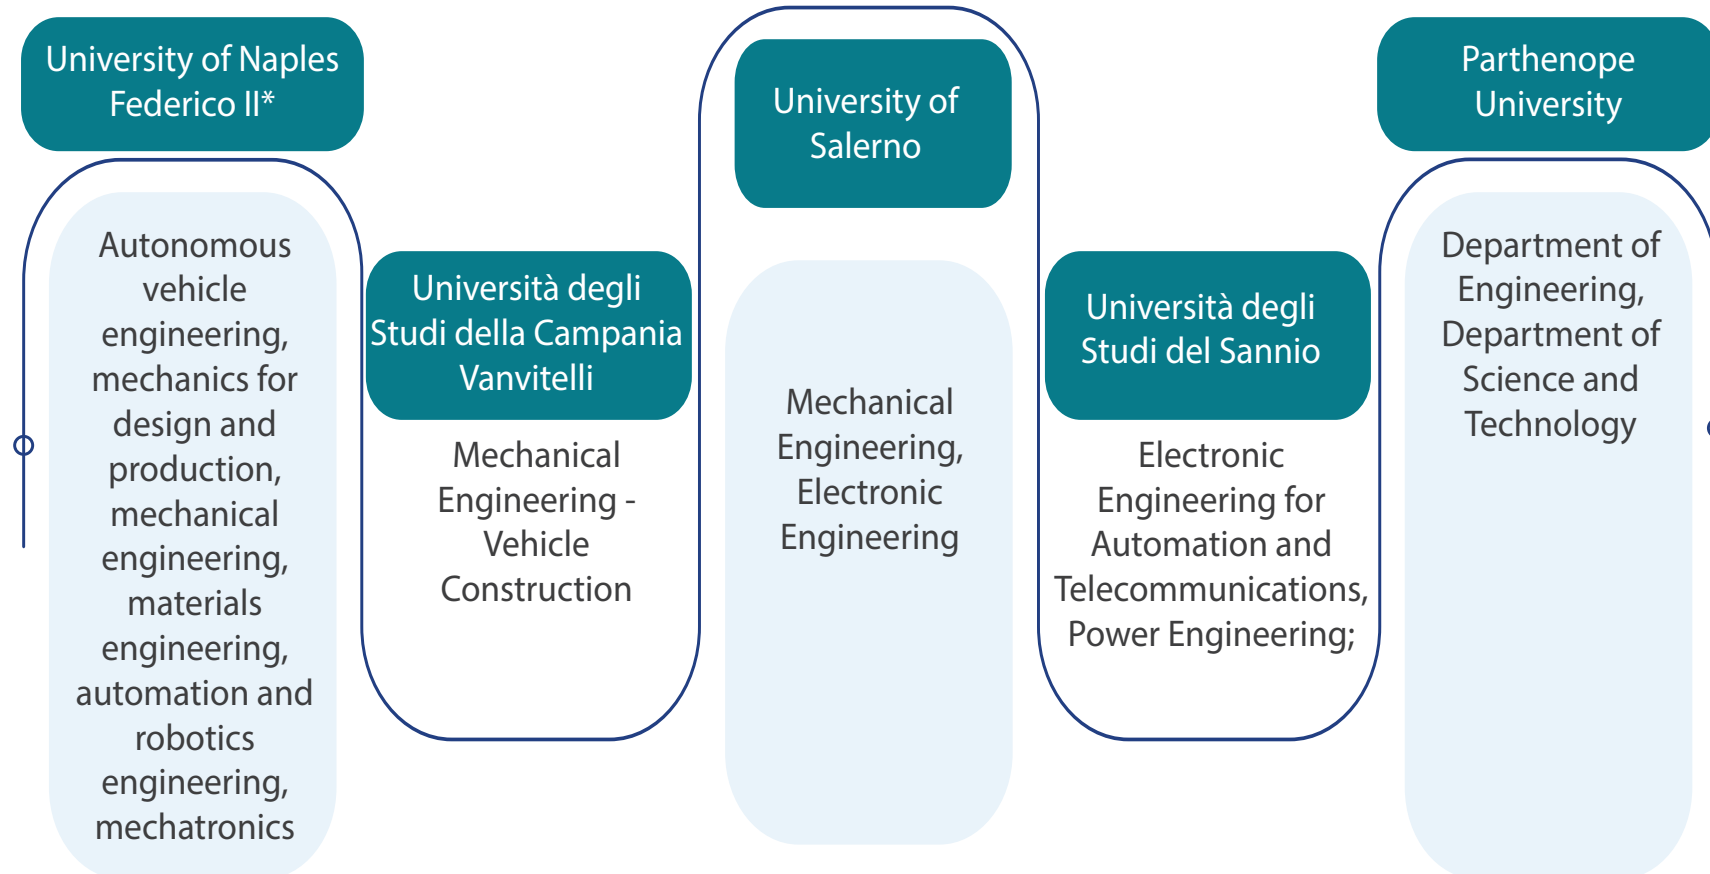 University of Naples
Federico II*
Autonomous
vehicle
engineering,
mechanics for
design and
production,
mechanical
engineering,
materials
engineering,
automation and
robotics
engineering,
mechatronics
Università degli
Studi della Campania
Vanvitelli
Mechanical
Engineering -
Vehicle
Construction
University of
Salerno
Mechanical
Engineering,
Electronic
Engineering
Università degli
Studi del Sannio
Electronic
Engineering for
Automation and
Telecommunications,
Power Engineering;
Parthenope
University
Department of
Engineering,
Department of
Science and
Technology